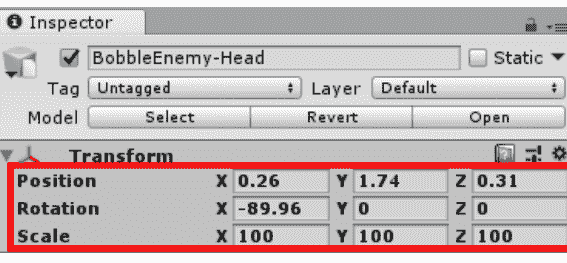 Inspector
BobbleEnemy-Head Static
Tag Untagged Layer Default
Model Select Revert Open
Transform
Position X 0.26 Y 1.74 Z 0.31
Rotation X -89.96 Y 0 Z 0
Scale X 100 Y 100 Z 100